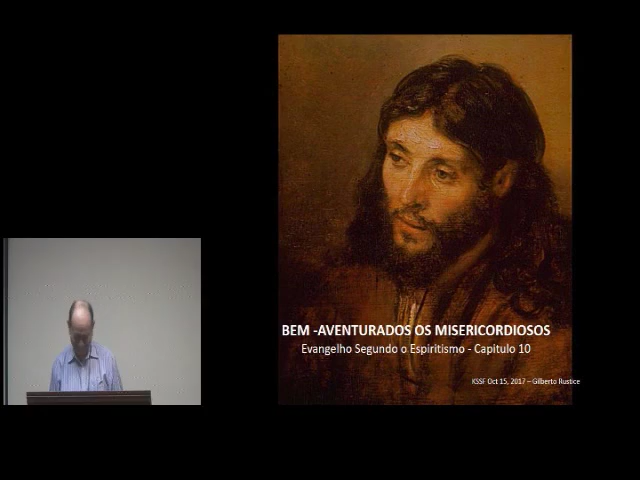 BEM -AVENTURADOS OS MISERICORDIOSOS
Evangelho Segundo o Espiritismo - Capitulo 10
KSSF Oct 15, 2017 – Gilberto Rustice